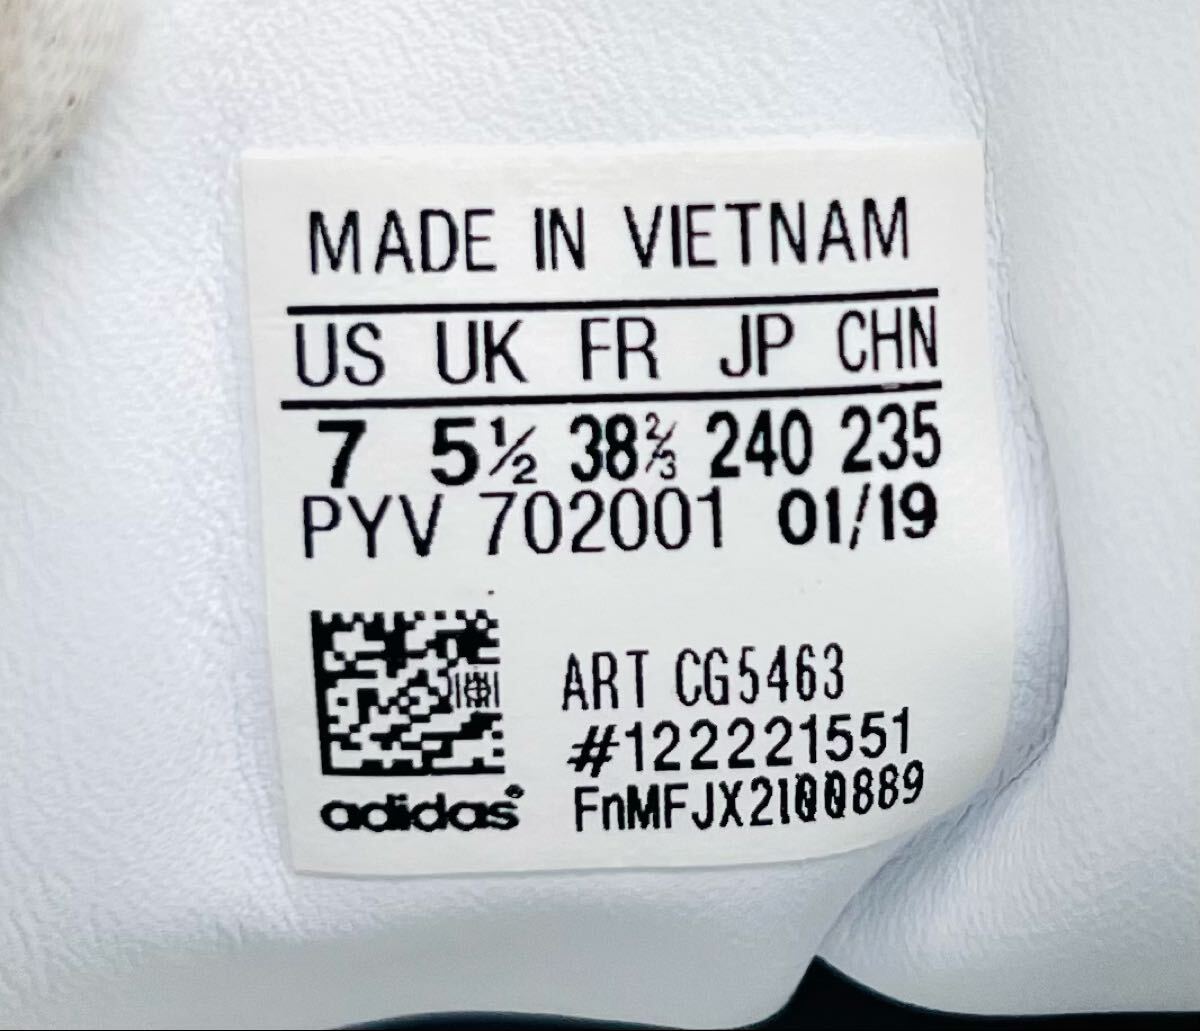 MADE IN VIETNAM
US UK FR JP CHN
7 5½ 38⅔ 240 235
PYV 702001 01/19
ART CG5463
#122221551
FnMFJX2100889
adidas®